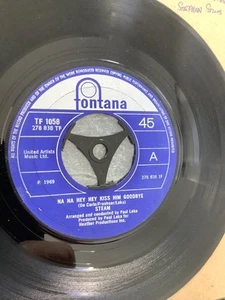 fontana
TF 1058
278 838 TF
45
United Artists
Music Ltd.
A
278 838 1F
℗ 1969
NA NA HEY HEY KISS HIM GOODBYE
(De Carlo/Frashuer/Leka)
STEAM
Arranged and conducted by Paul Leka
Produced by Paul Leka for
Heather Productions Inc.